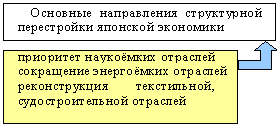 Основные направления структурной
перестройки японской экономики
приоритет наукоёмких отраслей
сокращение энергоёмких отраслей
реконструкция текстильной,
судостроительной отраслей